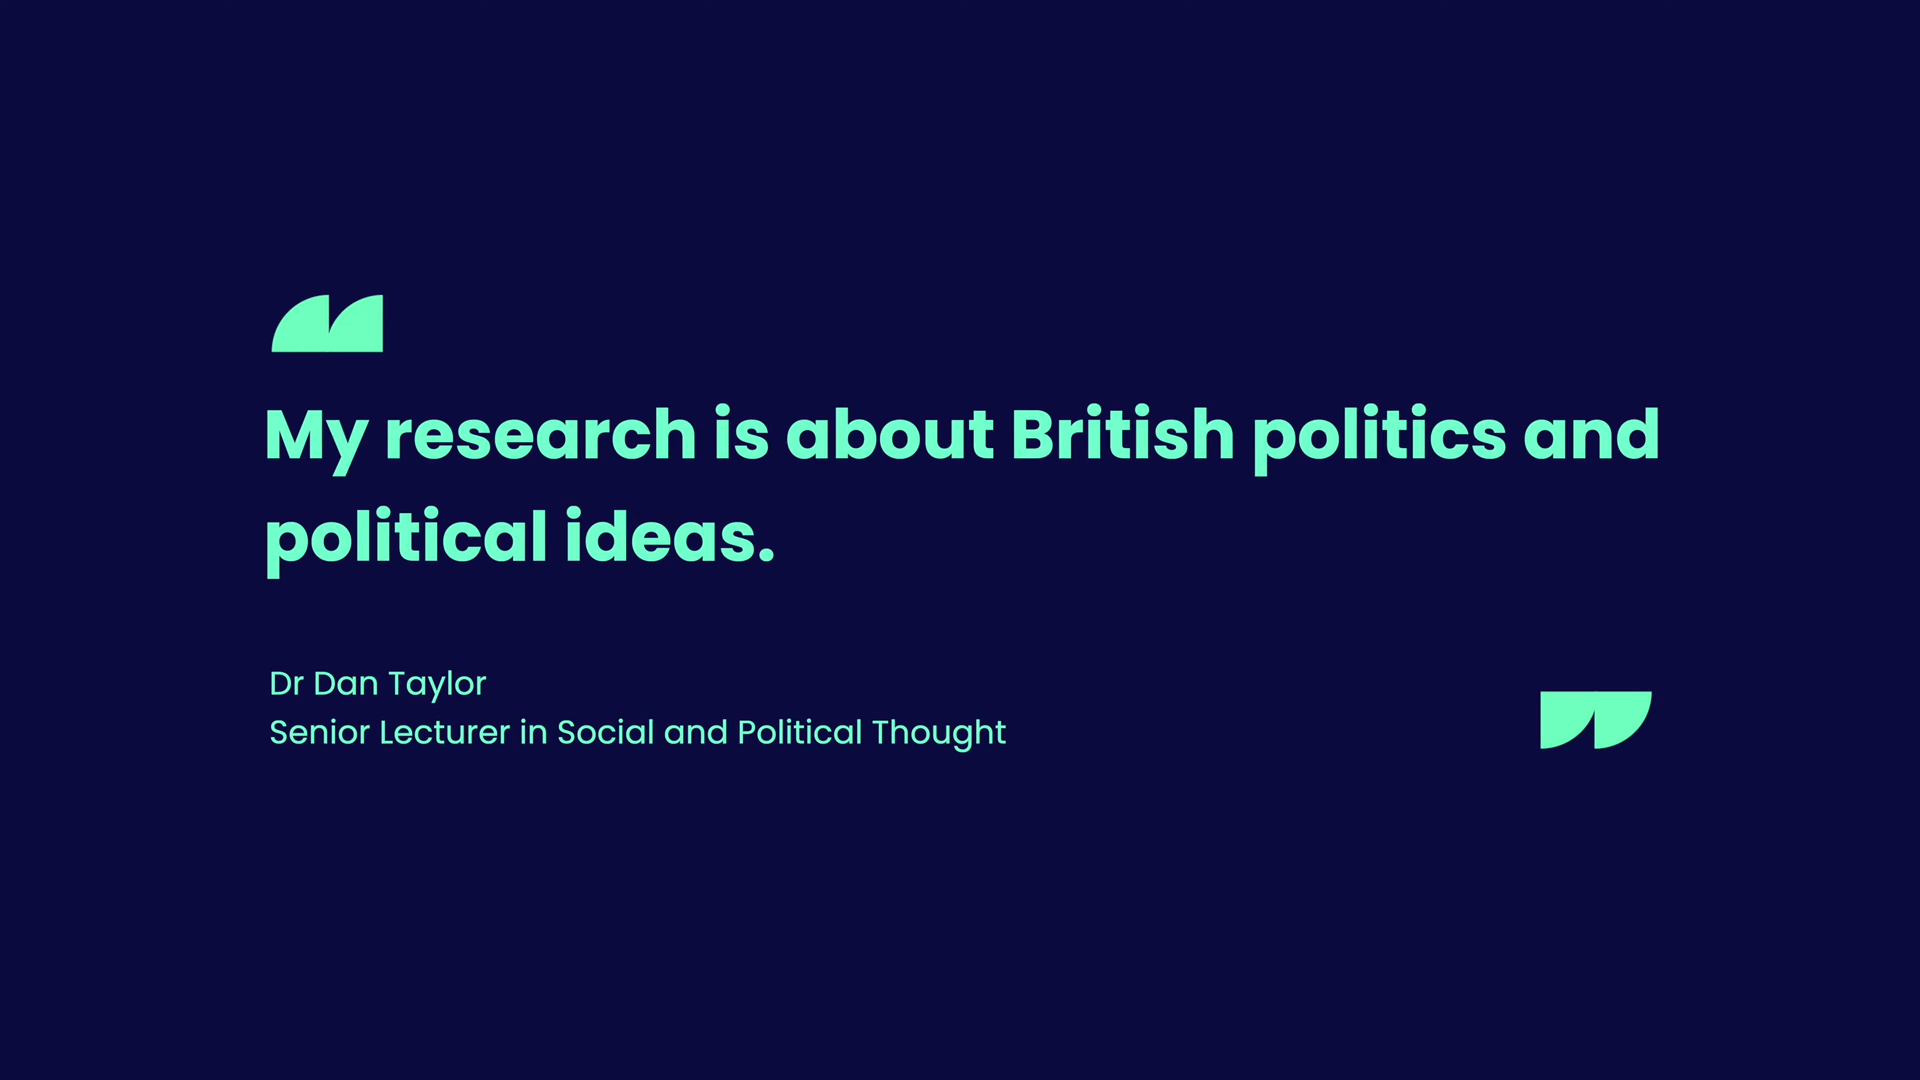 My research is about British politics and
political ideas.
Dr Dan Taylor
Senior Lecturer in Social and Political Thought